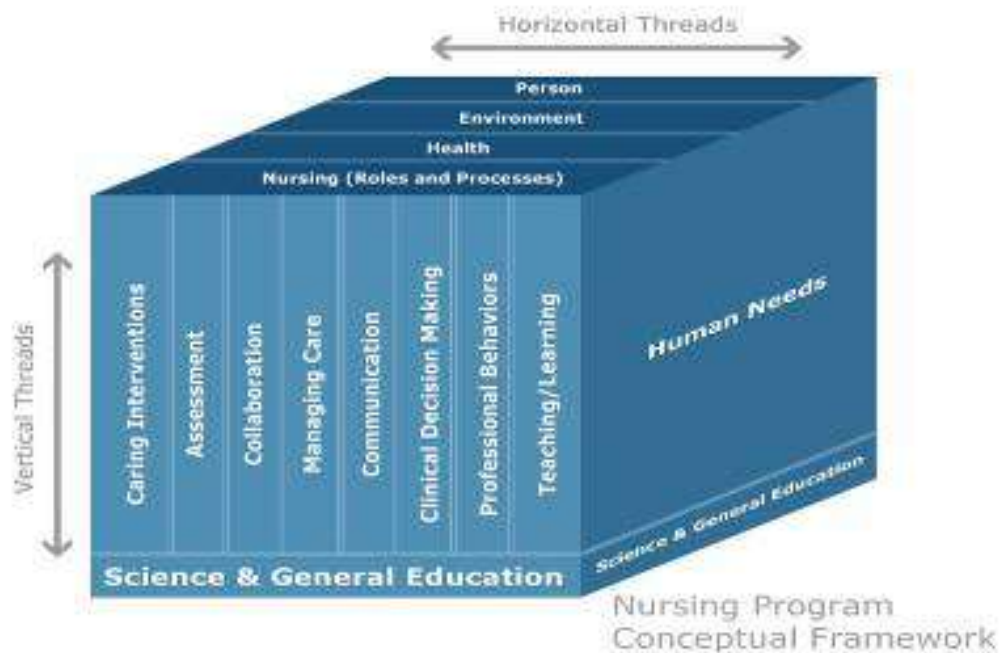 Horizontal Threads
Person
Environment
Health
Nursing (Roles and Processes)
Vertical Threads
Caring Interventions
Assessment
Collaboration
Managing Care
Communication
Clinical Decision Making
Professional Behaviors
Teaching/Learning
Human Needs
Science & General Education
Science & General Education
Nursing Program
Conceptual Framework